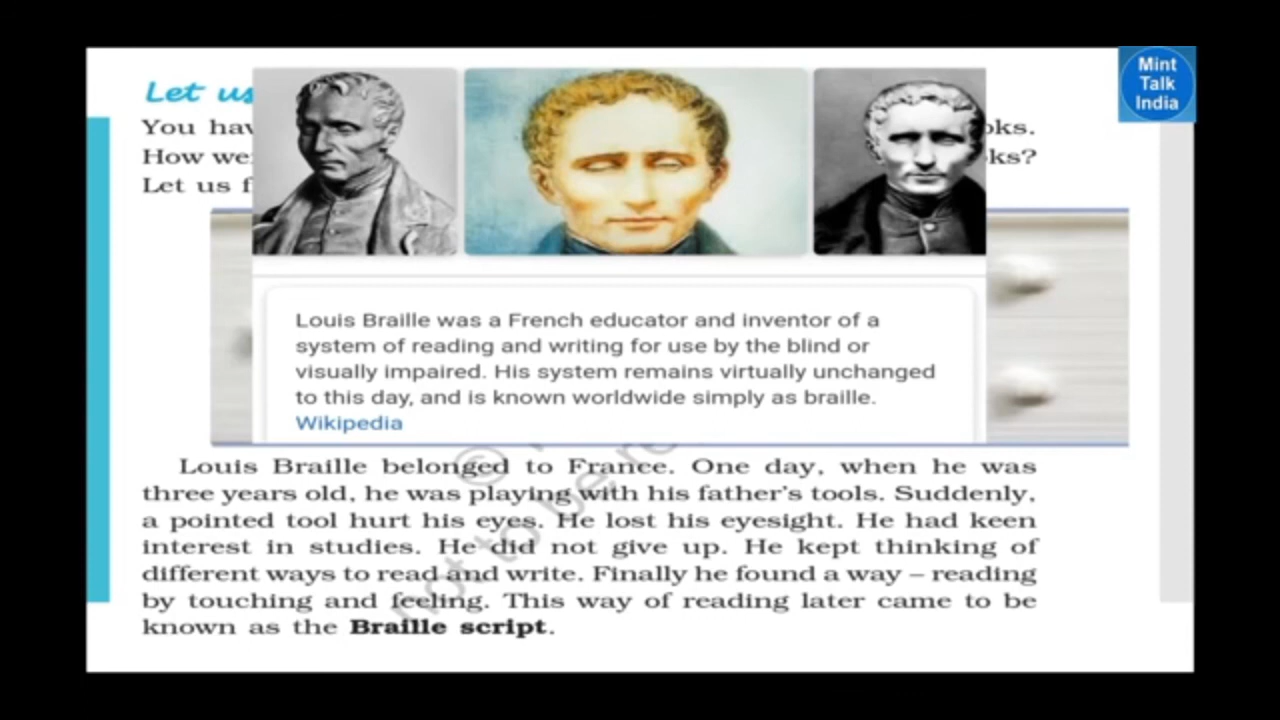 Mint
Talk
India
Let us
You hav oks.
How we oks?
Let us f
Louis Braille was a French educator and inventor of a
system of reading and writing for use by the blind or
visually impaired. His system remains virtually unchanged
to this day, and is known worldwide simply as braille.
Wikipedia
Louis Braille belonged to France. One day, when he was
three years old, he was playing with his father's tools. Suddenly,
a pointed tool hurt his eyes. He lost his eyesight. He had keen
interest in studies. He did not give up. He kept thinking of
different ways to read and write. Finally he found a way – reading
by touching and feeling. This way of reading later came to be
known as the Braille script.
© not to be re